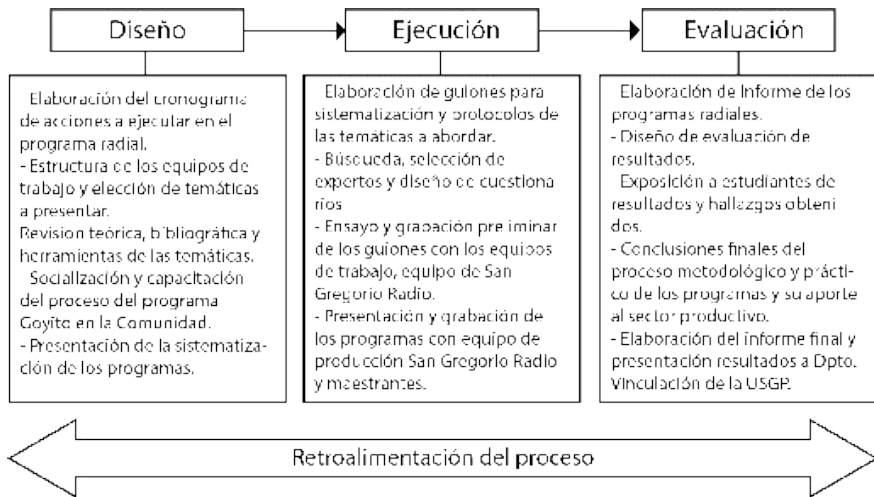 Diseño
Ejecución
Evaluación
Elaboración del cronograma
de acciones a ejecutar en el
programa radial.
- Estructura de los equipos de
trabajo y elección de temáticas
a presentar.
Revisión teórica, bibliográfica y
herramientas de las temáticas.
Socialización y capacitación
del proceso del programa
Goyito en la Comunidad.
- Presentación de la sistematiza-
ción de los programas.
Elaboración de guiones para
sistematización y protocolos de
las temáticas a abordar.
- Búsqueda, selección de
expertos y diseño de cuestiona
rios
- Ensayo y grabación pre iminar
de los guiones con los equipos
de trabajo, equipo de San
Gregorio Radio.
- Presentación y grabación de
los programas con equipo de
producción San Gregorio Radio
y maestrantes.
Elaboración de Informe de los
programas radiales.
- Diseño de evaluación de
resultados.
Exposición a estudiantes de
resultados y hallazgos obteni
dos.
- Conclusiones finales del
proceso metodológico y prácti-
co de los programas y su aporte
al sector productivo.
- Elaboración del informe final y
presentación resultados a Dpto.
Vinculación de la USGP.
Retroalimentación del proceso